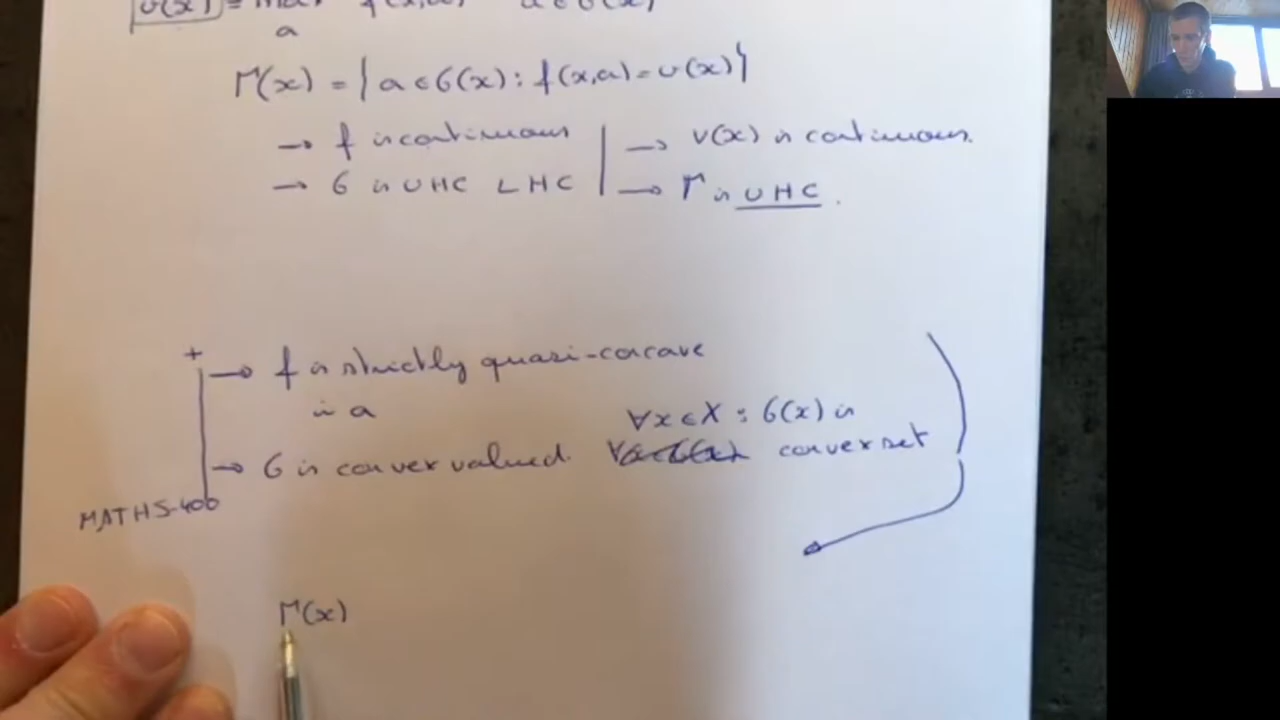 v(x) = max f(x,a) a ∈ G(x)
a
Γ(x) = { a ∈ G(x) : f(x,a) = v(x) }
→ f is continuous | → v(x) is continuous.
→ G is UHC LHC | → Γ is UHC.
+ → f is strictly quasi-concave
in a ∀x ∈ X : G(x) is
→ G is convex valued. convex set
MATHS-400
Γ(x)